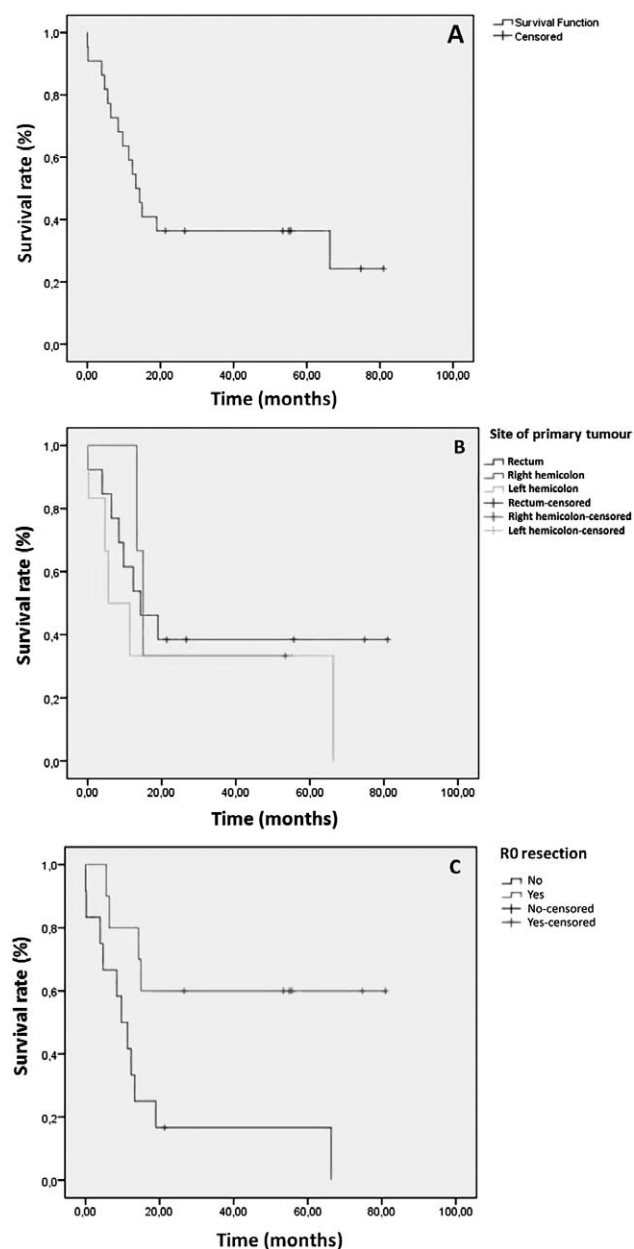 A
Survival Function
Censored
1,0
0,8
0,6
0,4
0,2
0,0
Survival rate (%)
0,00 20,00 40,00 60,00 80,00 100,00
Time (months)
B
Site of primary tumour
Rectum
Right hemicolon
Left hemicolon
Rectum-censored
Right hemicolon-censored
Left hemicolon-censored
1,0
0,8
0,6
0,4
0,2
0,0
Survival rate (%)
0,00 20,00 40,00 60,00 80,00 100,00
Time (months)
C
R0 resection
No
Yes
No-censored
Yes-censored
1,0
0,8
0,6
0,4
0,2
0,0
Survival rate (%)
0,00 20,00 40,00 60,00 80,00 100,00
Time (months)